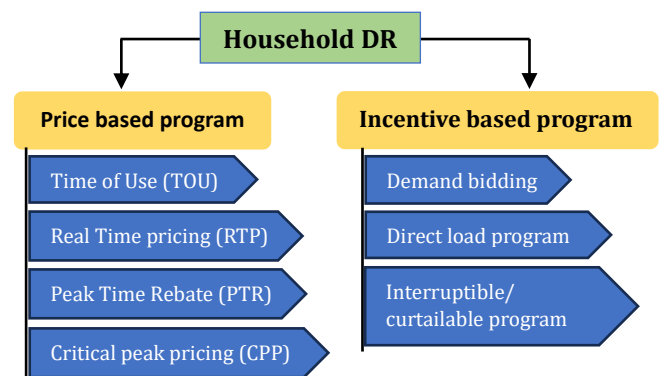 Household DR
Price based program
Time of Use (TOU)
Real Time pricing (RTP)
Peak Time Rebate (PTR)
Critical peak pricing (CPP)
Incentive based program
Demand bidding
Direct load program
Interruptible/
curtailable program